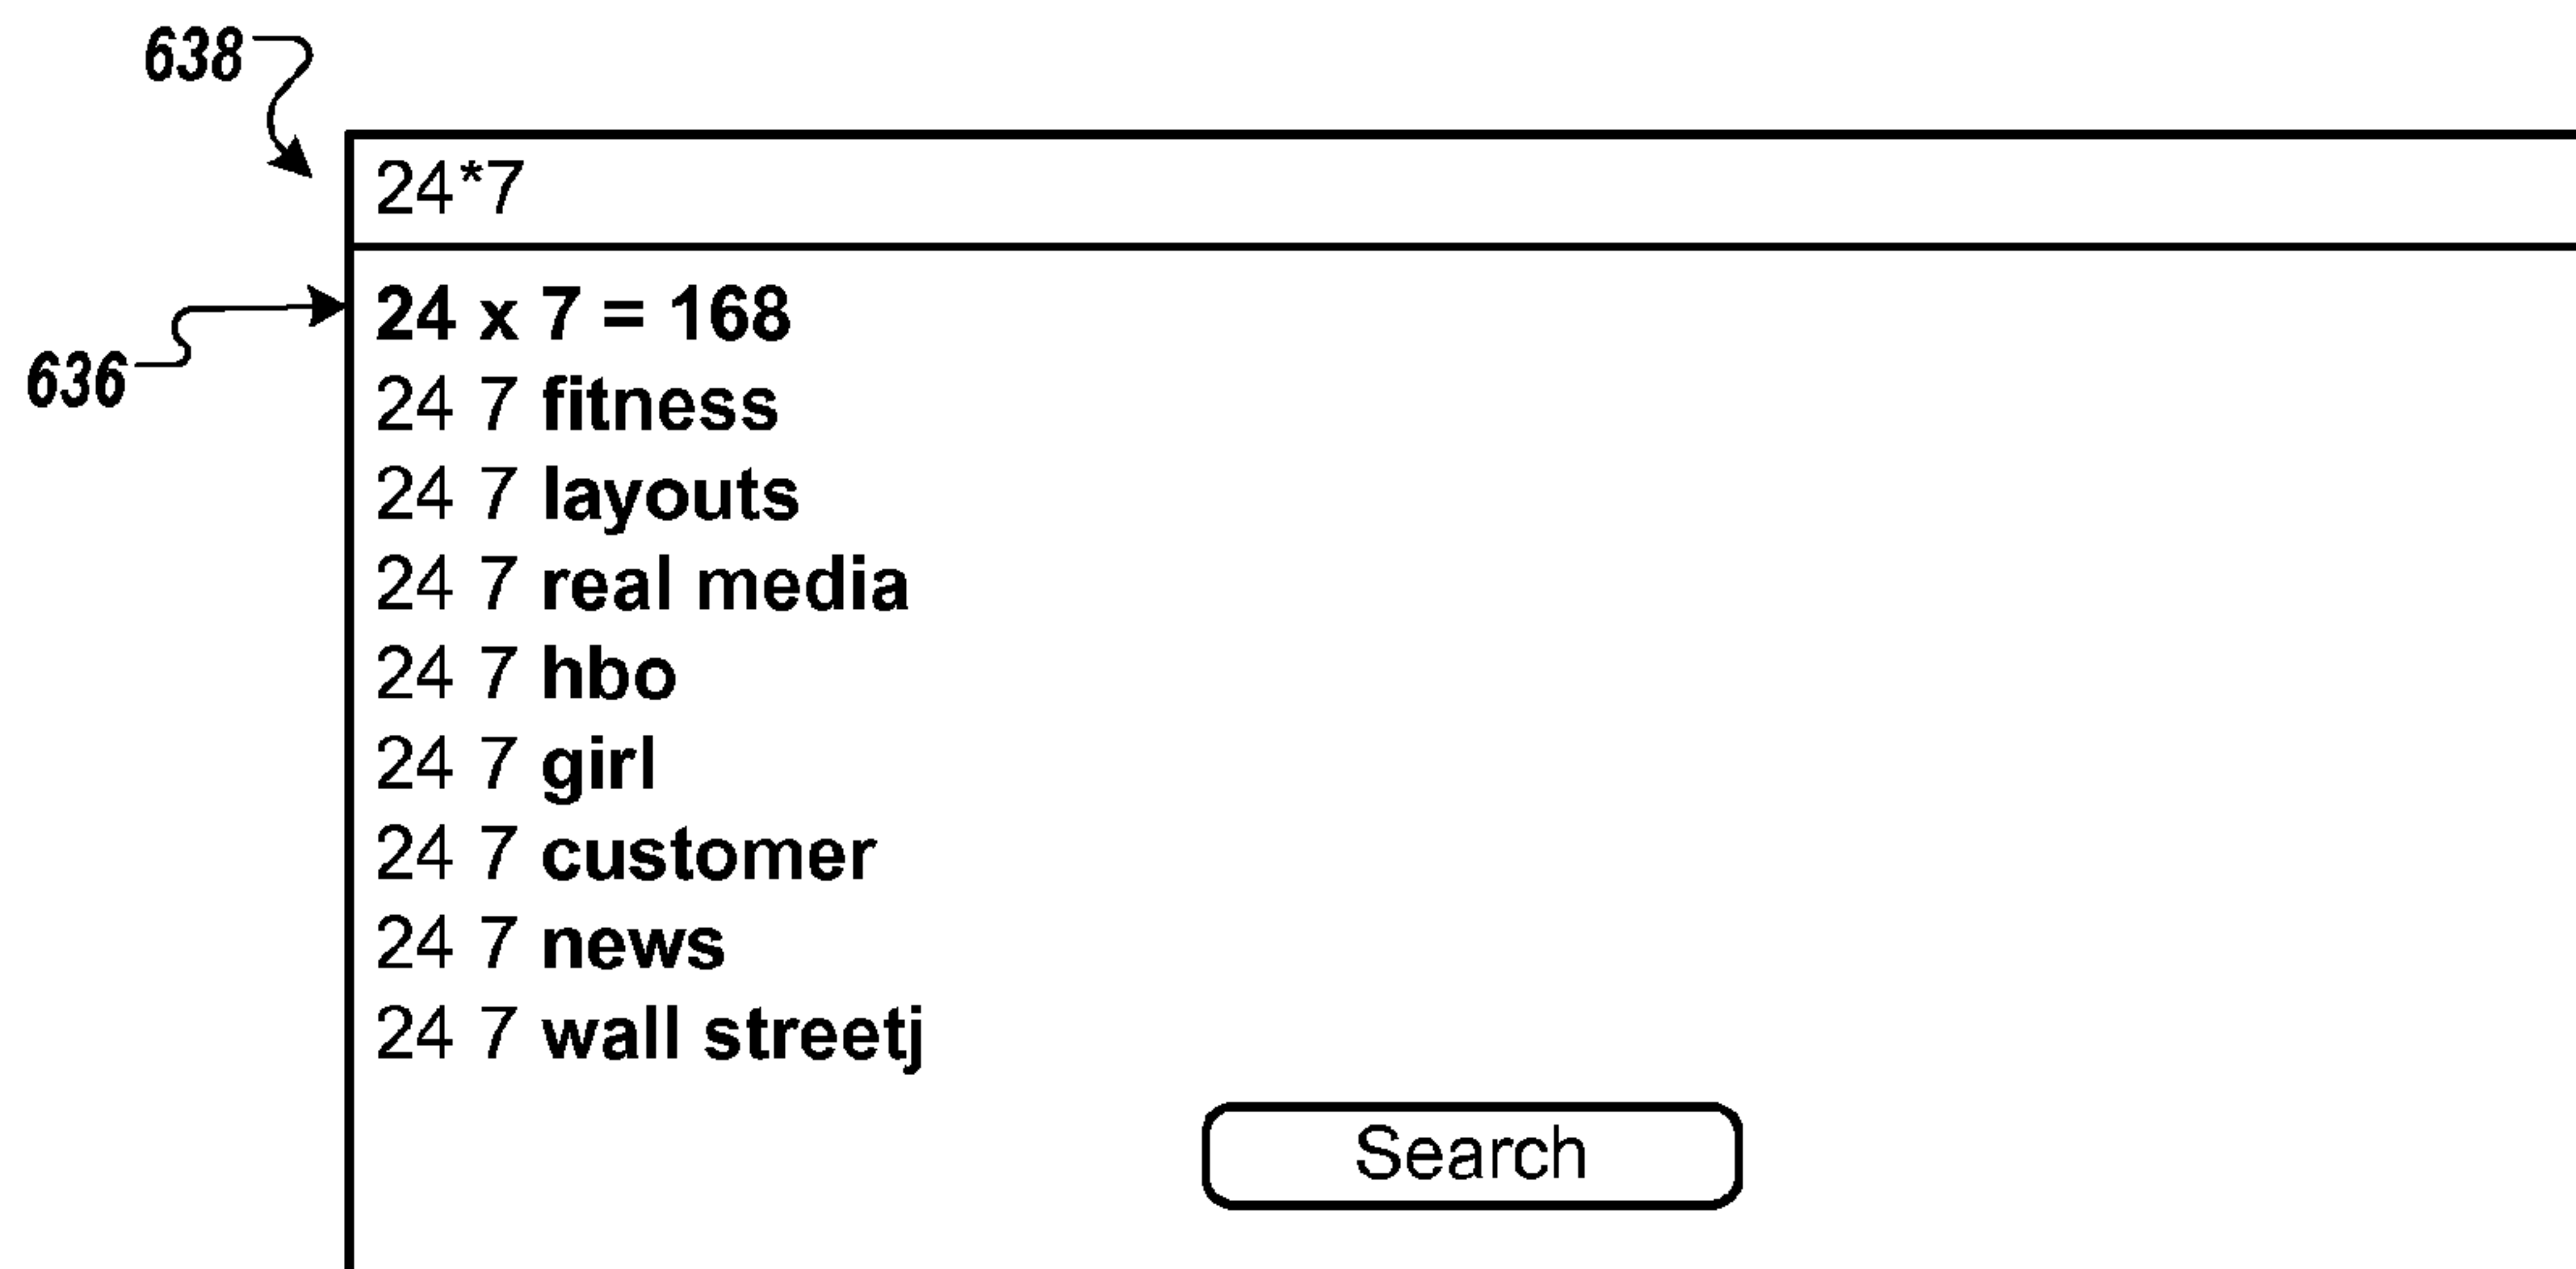 638
24*7
24 x 7 = 168
636
24 7 fitness
24 7 layouts
24 7 real media
24 7 hbo
24 7 girl
24 7 customer
24 7 news
24 7 wall streetj
Search